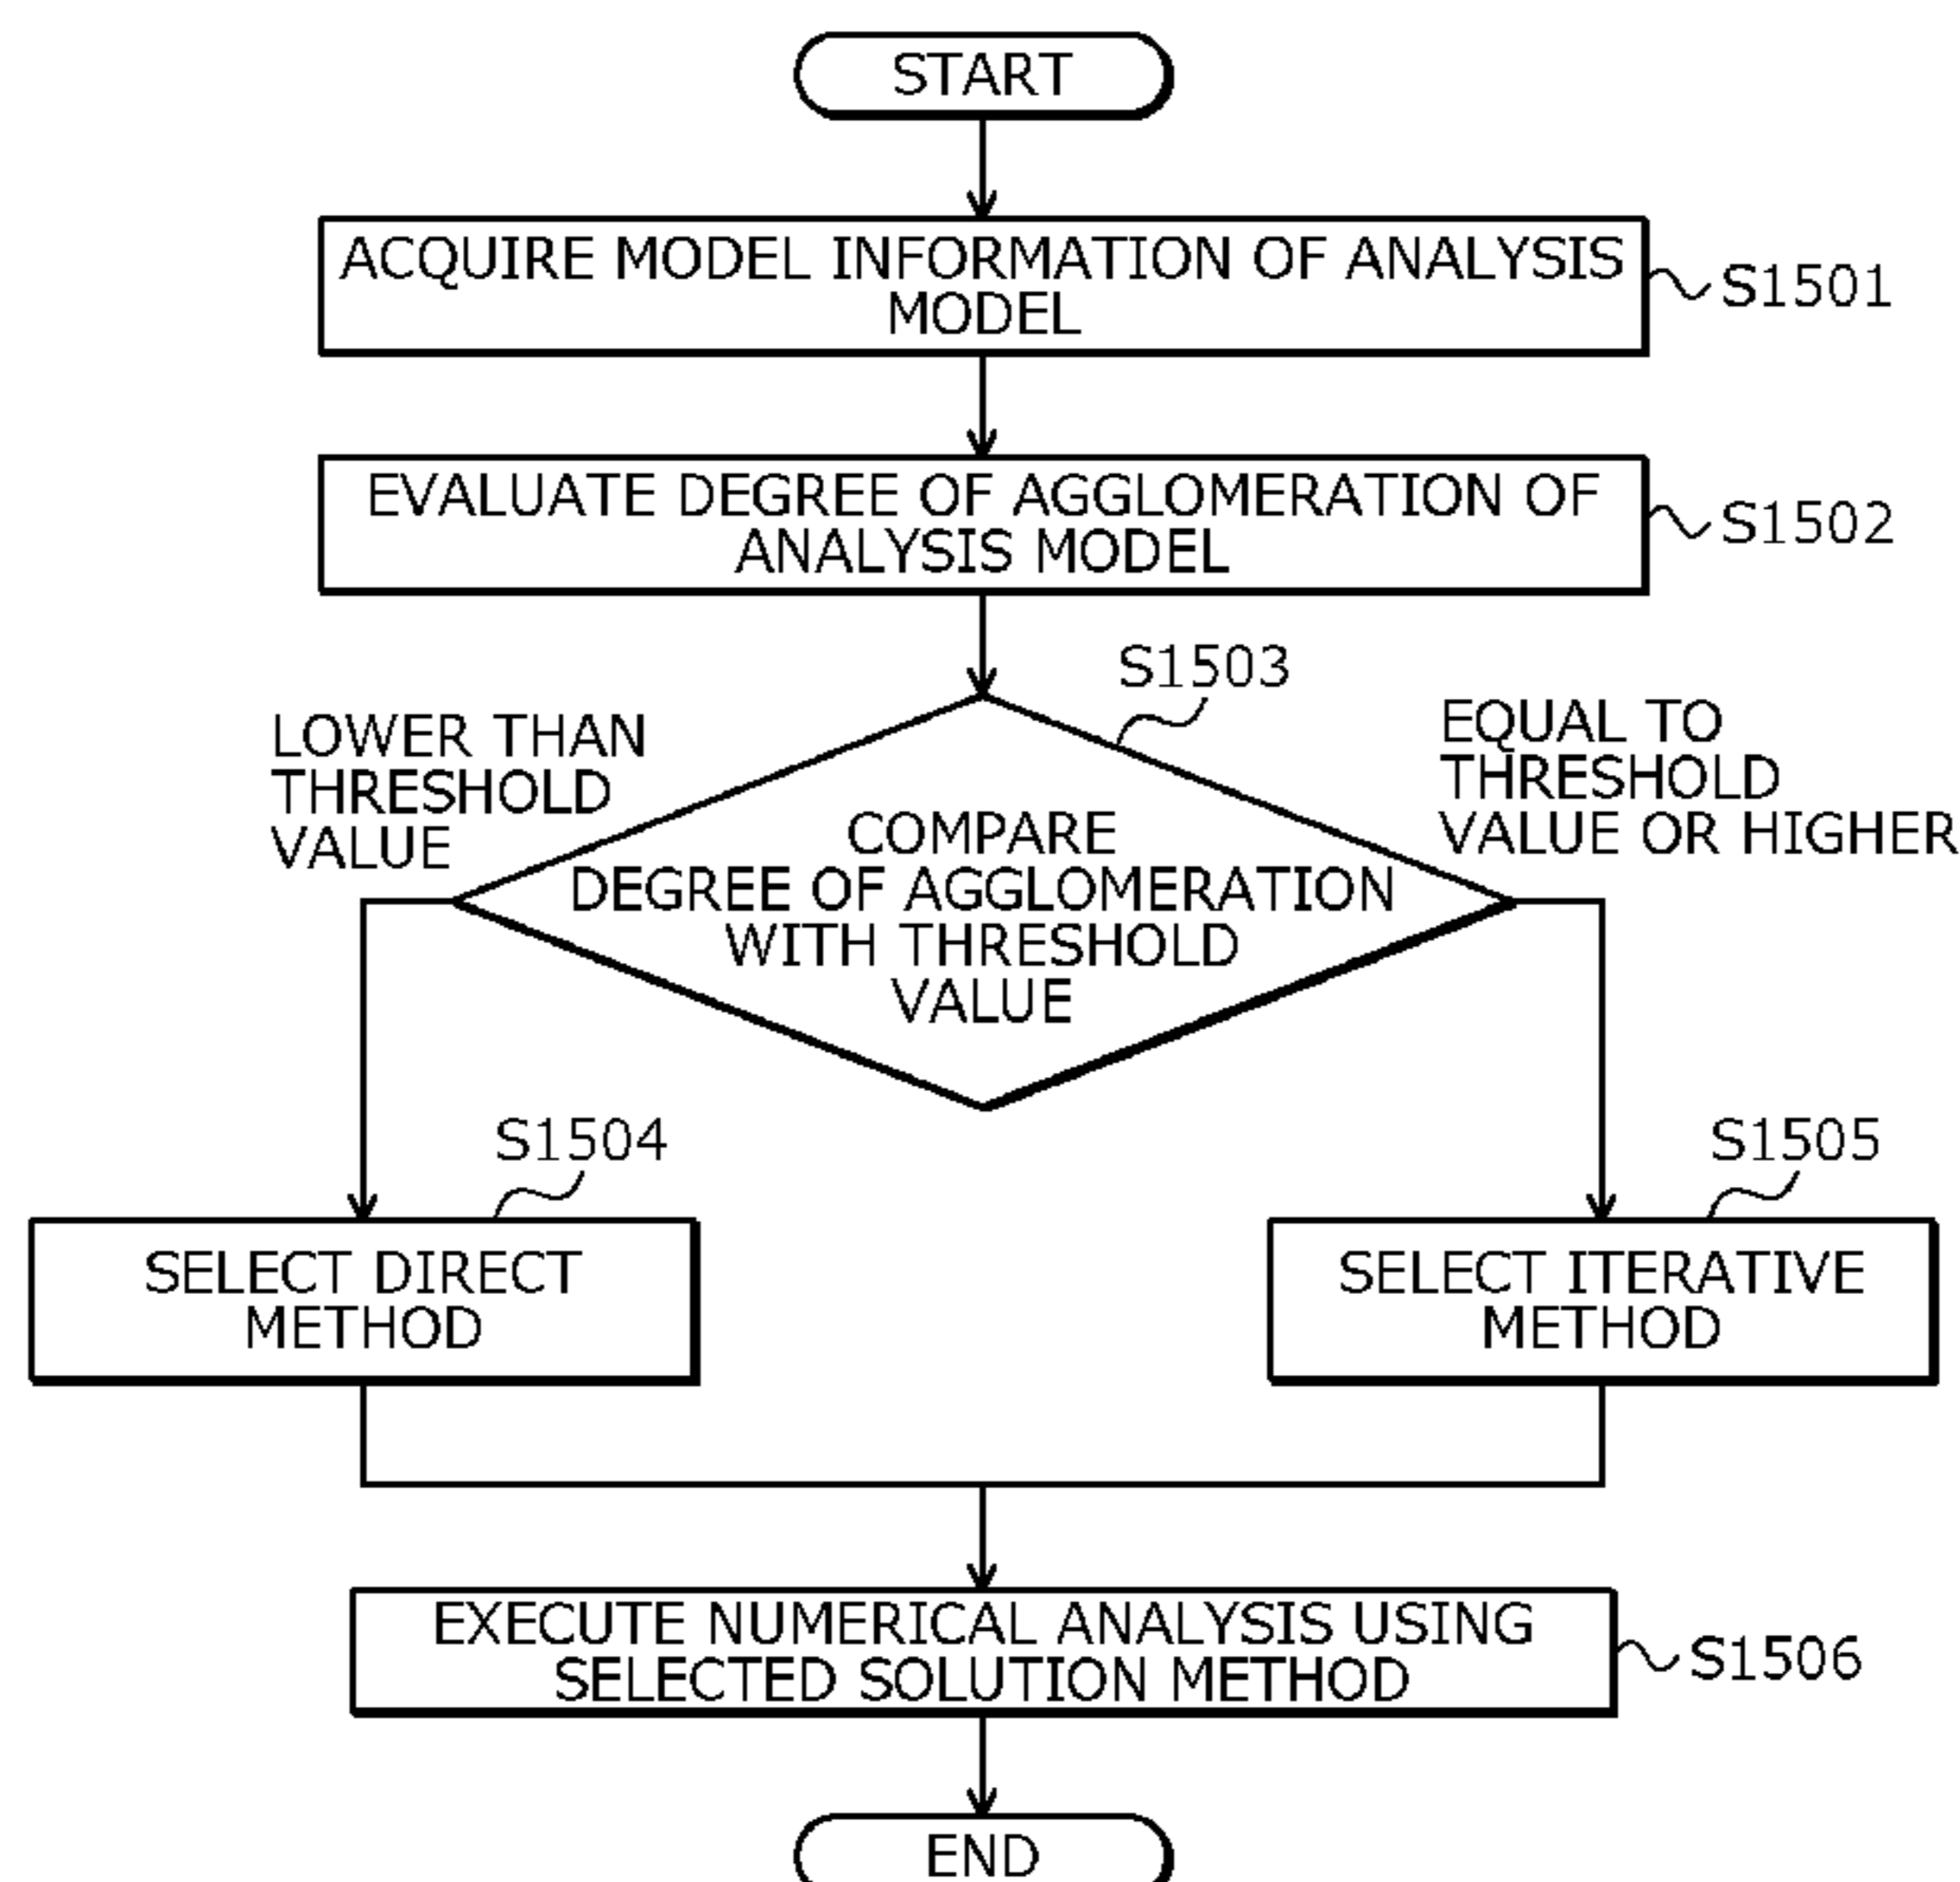 START
ACQUIRE MODEL INFORMATION OF ANALYSIS
MODEL
S1501
EVALUATE DEGREE OF AGGLOMERATION OF
ANALYSIS MODEL
S1502
S1503
LOWER THAN
THRESHOLD
VALUE
EQUAL TO
THRESHOLD
VALUE OR HIGHER
COMPARE
DEGREE OF AGGLOMERATION
WITH THRESHOLD
VALUE
S1504
SELECT DIRECT
METHOD
S1505
SELECT ITERATIVE
METHOD
EXECUTE NUMERICAL ANALYSIS USING
SELECTED SOLUTION METHOD
S1506
END